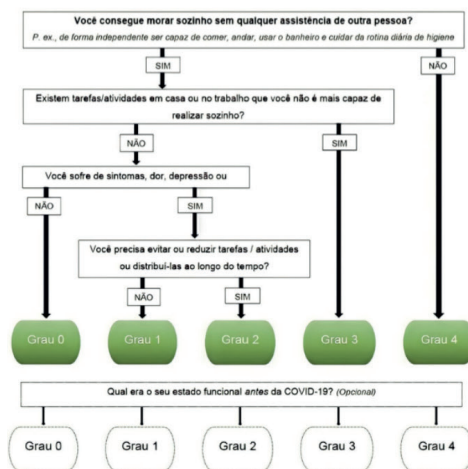 Você consegue morar sozinho sem qualquer assistência de outra pessoa?
P. ex., de forma independente ser capaz de comer, andar, usar o banheiro e cuidar da rotina diária de higiene
SIM
NÃO
Existem tarefas/atividades em casa ou no trabalho que você não é mais capaz de
realizar sozinho?
NÃO
SIM
Você sofre de sintomas, dor, depressão ou
NÃO
SIM
Você precisa evitar ou reduzir tarefas / atividades
ou distribuí-las ao longo do tempo?
NÃO
SIM
Grau 0
Grau 1
Grau 2
Grau 3
Grau 4
Qual era o seu estado funcional antes da COVID-19? (Opcional)
Grau 0
Grau 1
Grau 2
Grau 3
Grau 4